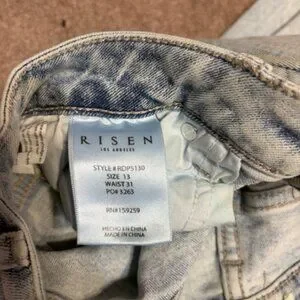 RISEN
LOS ANGELES
STYLE# RDP5130
SIZE 13
WAIST 31
PO# 3263
RN#159259
HECHO EN CHINA
MADE IN CHINA